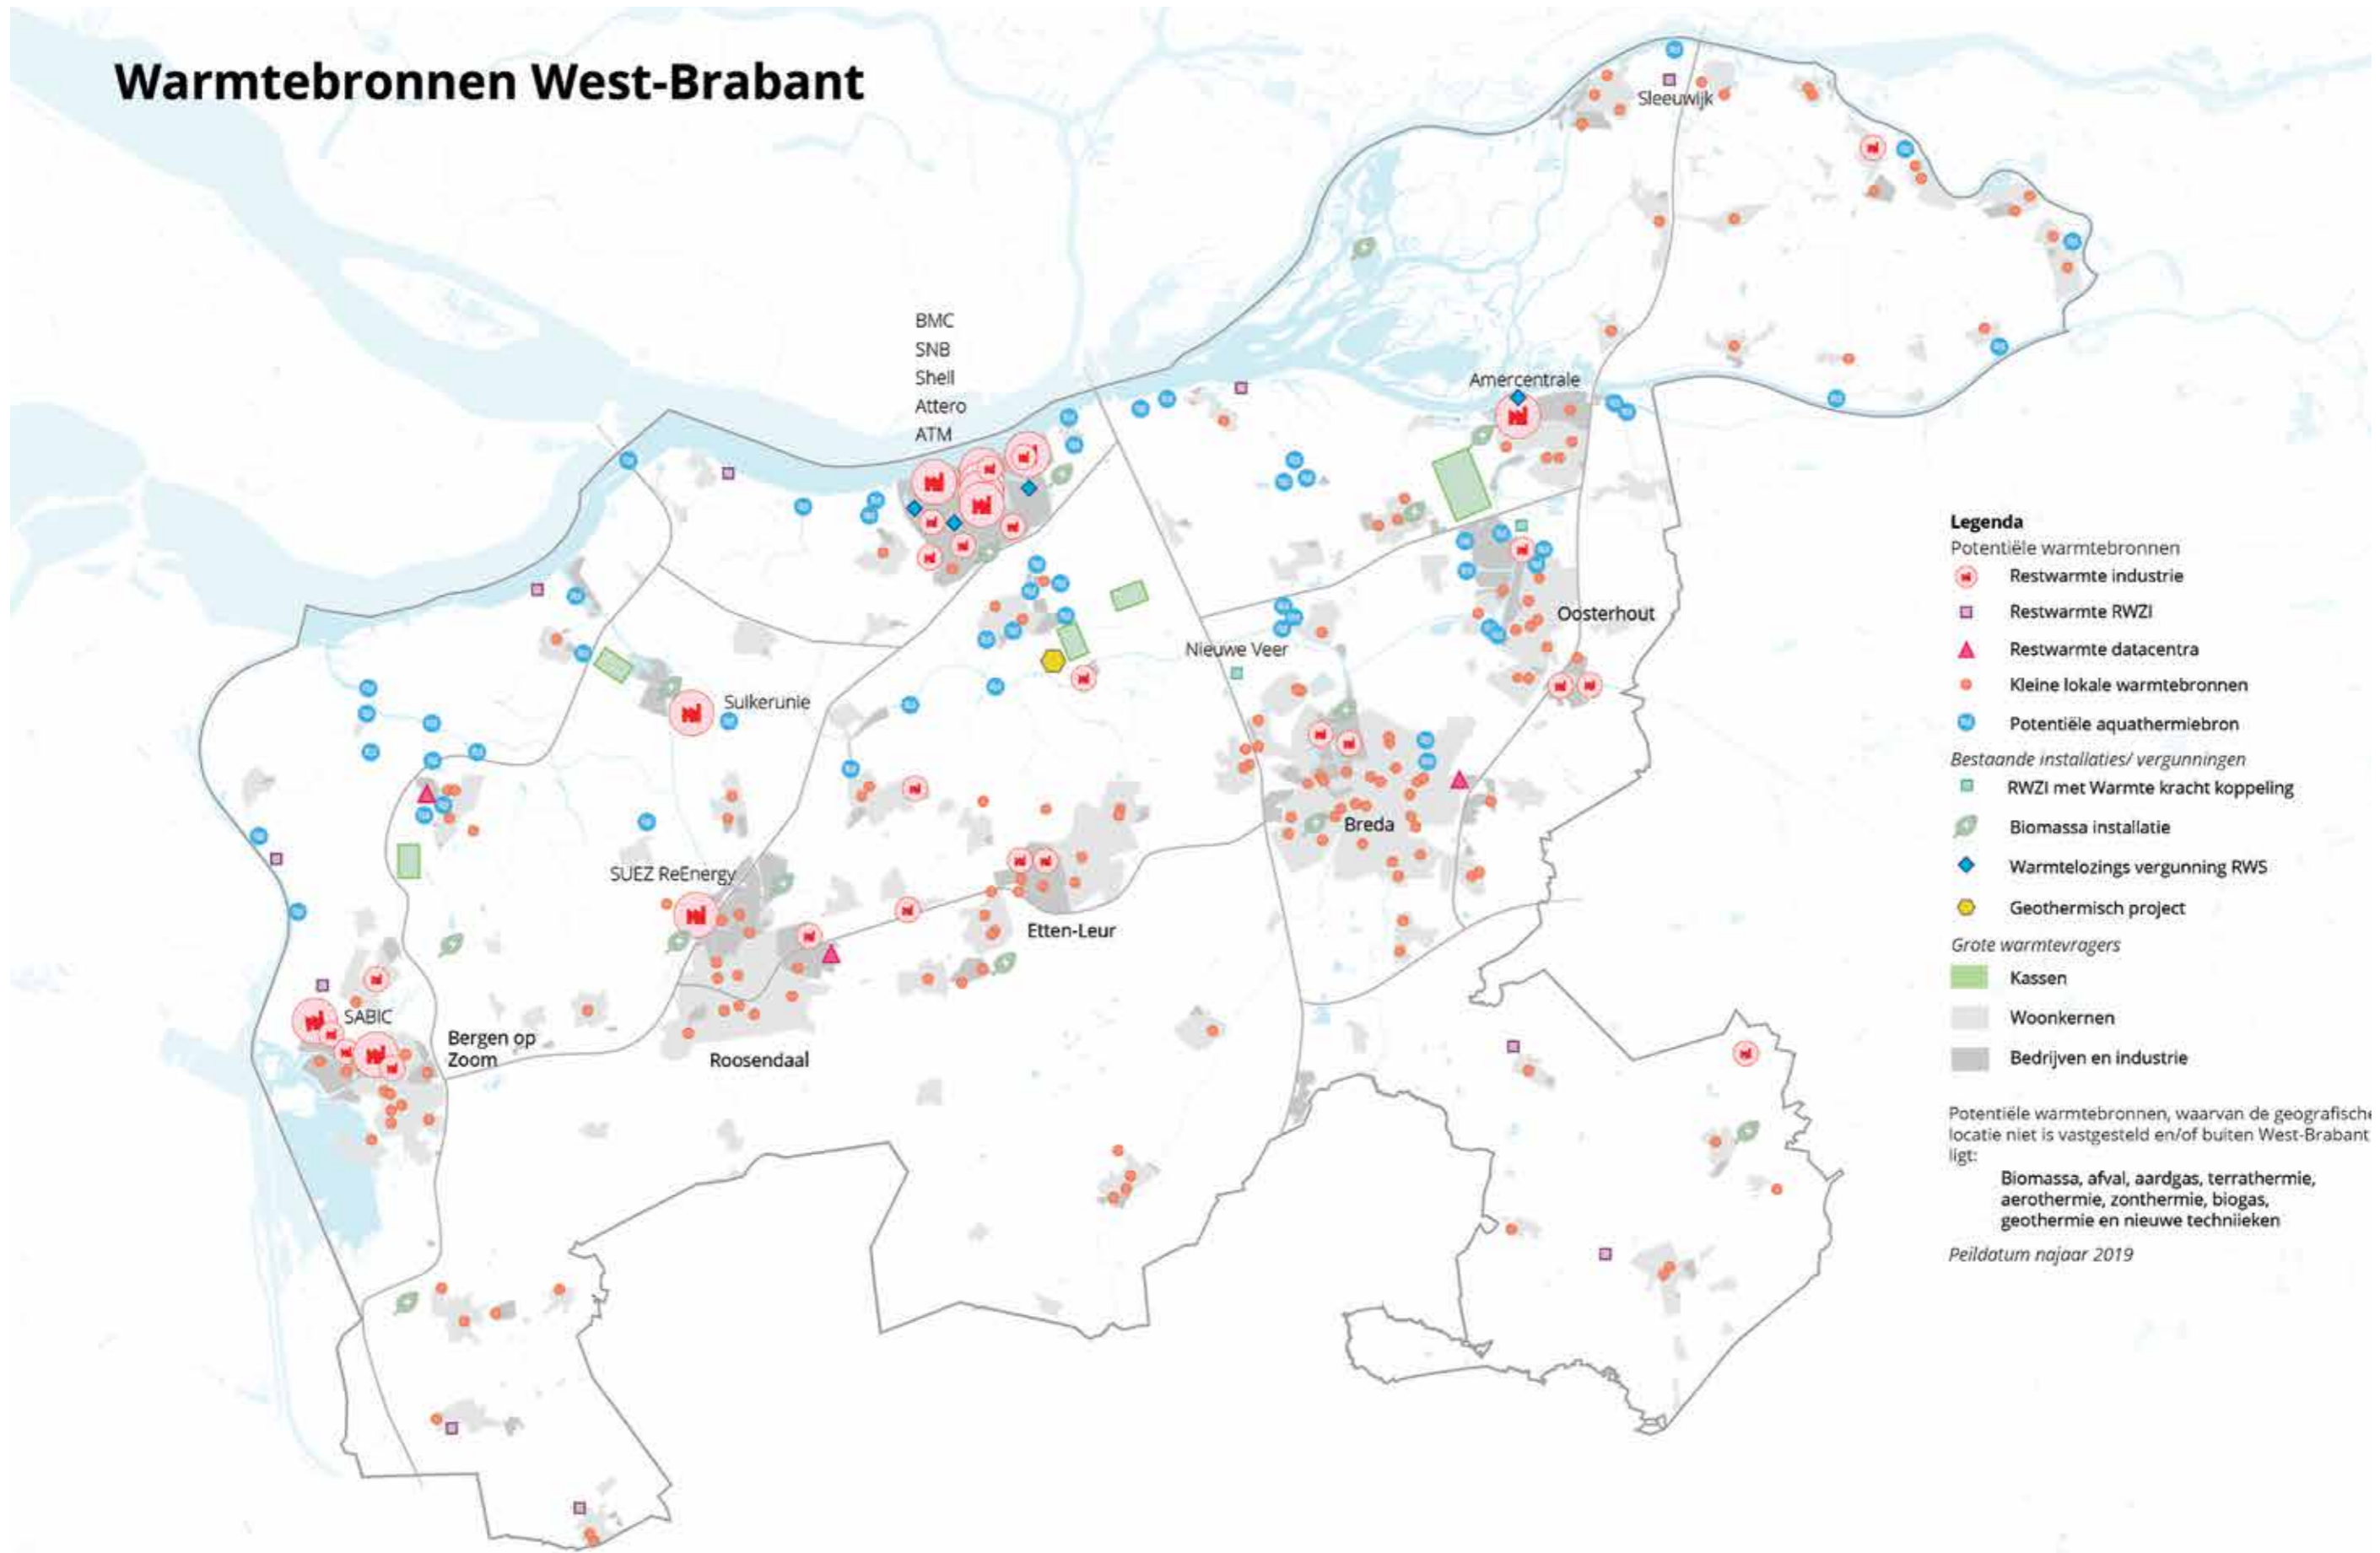 Warmtebronnen West-Brabant
Sleeuwijk
BMC
SNB
Shell
Attero
ATM
Amercentrale
Oosterhout
Nieuwe Veer
Suikerunie
Breda
SUEZ ReEnergy
Etten-Leur
SABIC
Bergen op
Zoom
Roosendaal
Legenda
Potentiële warmtebronnen
Restwarmte industrie
Restwarmte RWZI
Restwarmte datacentra
Kleine lokale warmtebronnen
Potentiële aquathermiebron
Bestaande installaties/ vergunningen
RWZI met Warmte kracht koppeling
Biomassa installatie
Warmtelozings vergunning RWS
Geothermisch project
Grote warmtevragers
Kassen
Woonkernen
Bedrijven en industrie
Potentiële warmtebronnen, waarvan de geografische
locatie niet is vastgesteld en/of buiten West-Brabant
ligt:
Biomassa, afval, aardgas, terrathermie,
aerothermie, zonthermie, biogas,
geothermie en nieuwe techniieken
Peildatum najaar 2019